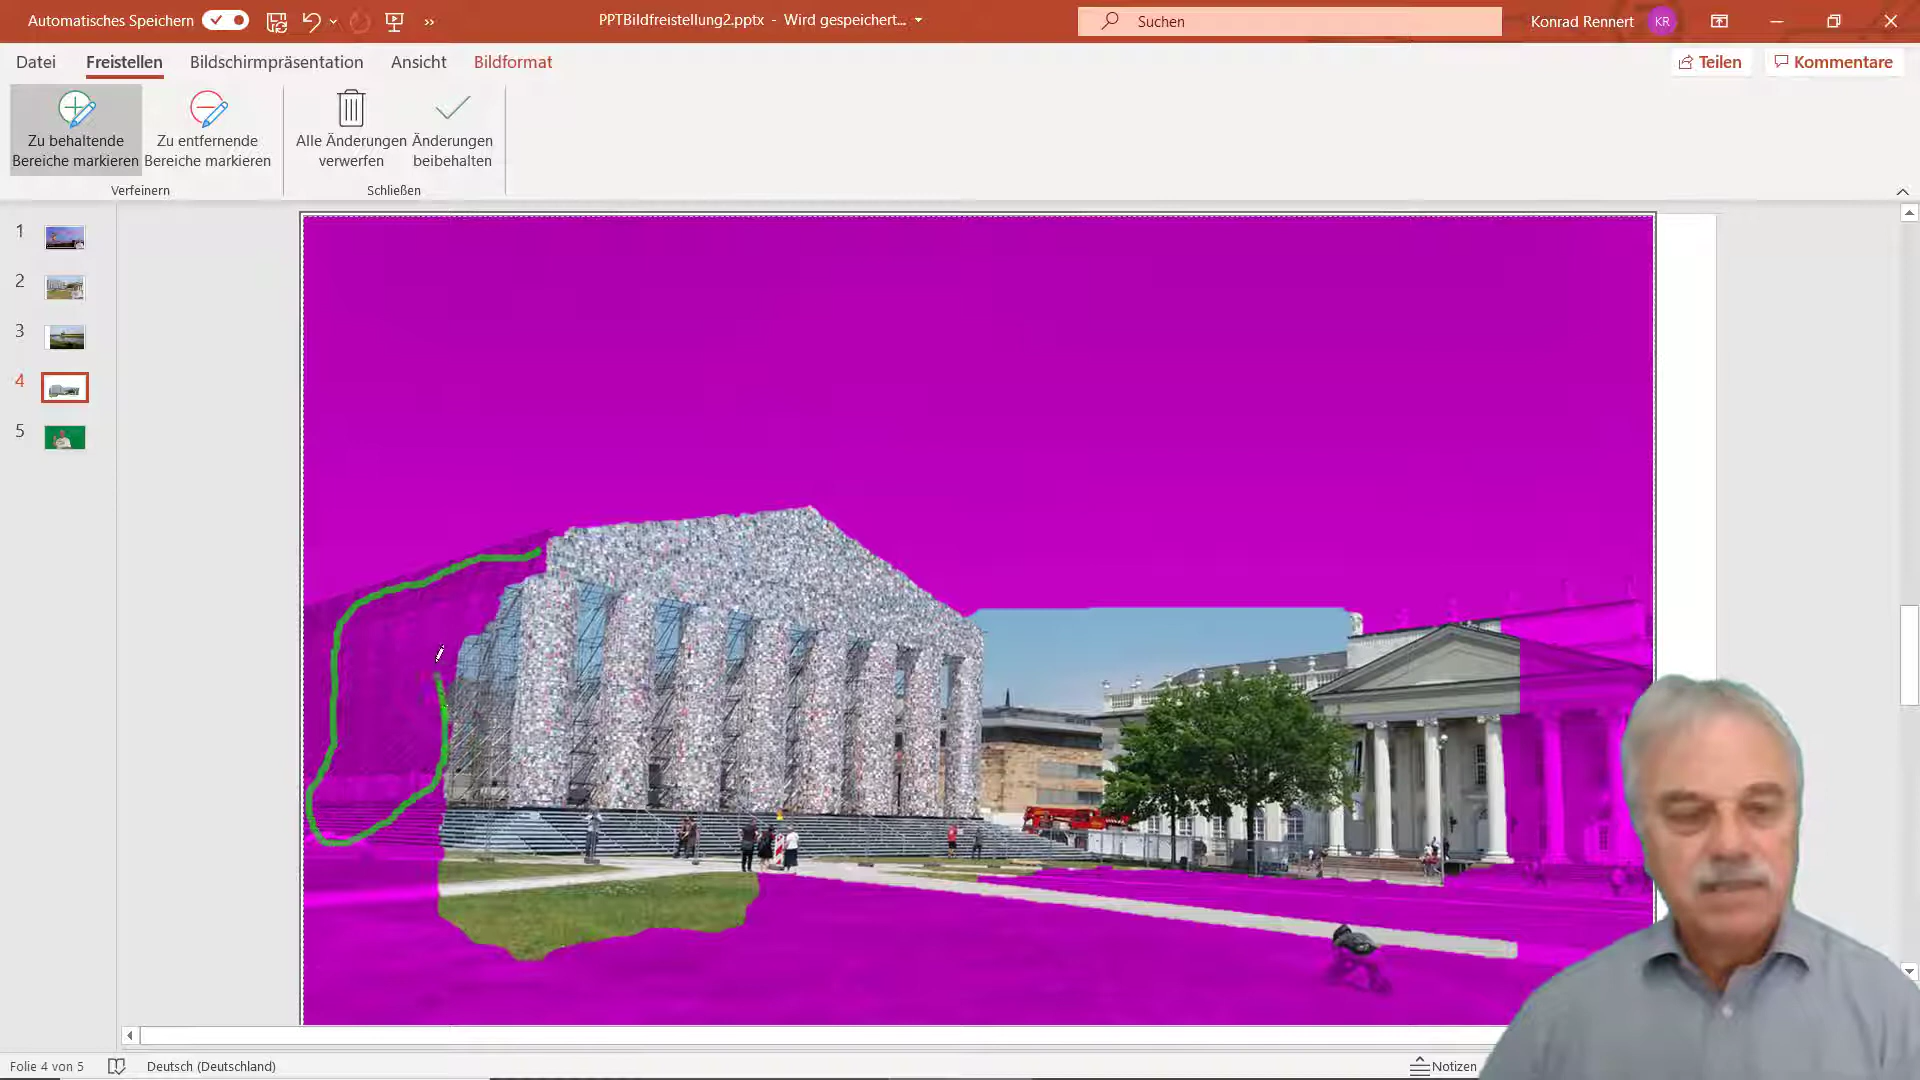 Automatisches Speichern
PPTBildfreistellung2.pptx - Wird gespeichert...
Suchen
Konrad Rennert KR
Datei Freistellen Bildschirmpräsentation Ansicht Bildformat
Teilen Kommentare
Zu behaltende Bereiche markieren
Zu entfernende Bereiche markieren
Alle Änderungen verwerfen
Änderungen beibehalten
Verfeinern
Schließen
1
2
3
4
5
Folie 4 von 5 Deutsch (Deutschland) Notizen